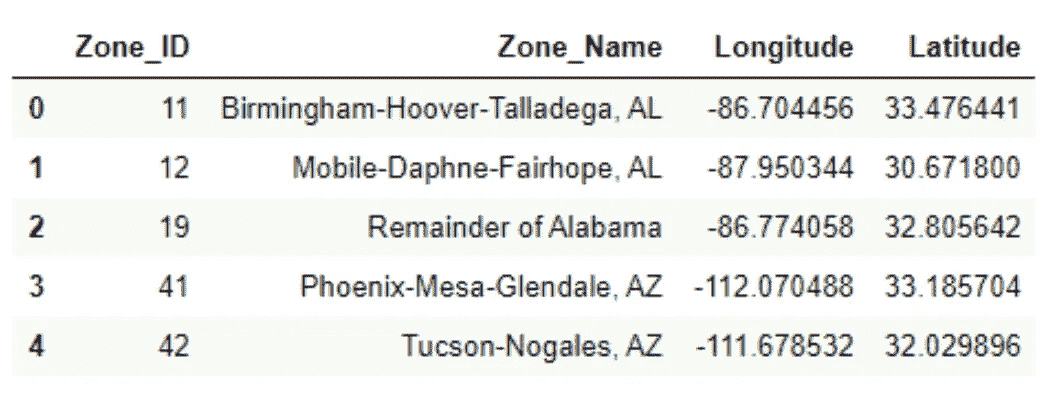 Zone_ID Zone_Name Longitude Latitude
0 11 Birmingham-Hoover-Talladega, AL -86.704456 33.476441
1 12 Mobile-Daphne-Fairhope, AL -87.950344 30.671800
2 19 Remainder of Alabama -86.774058 32.805642
3 41 Phoenix-Mesa-Glendale, AZ -112.070488 33.185704
4 42 Tucson-Nogales, AZ -111.678532 32.029896